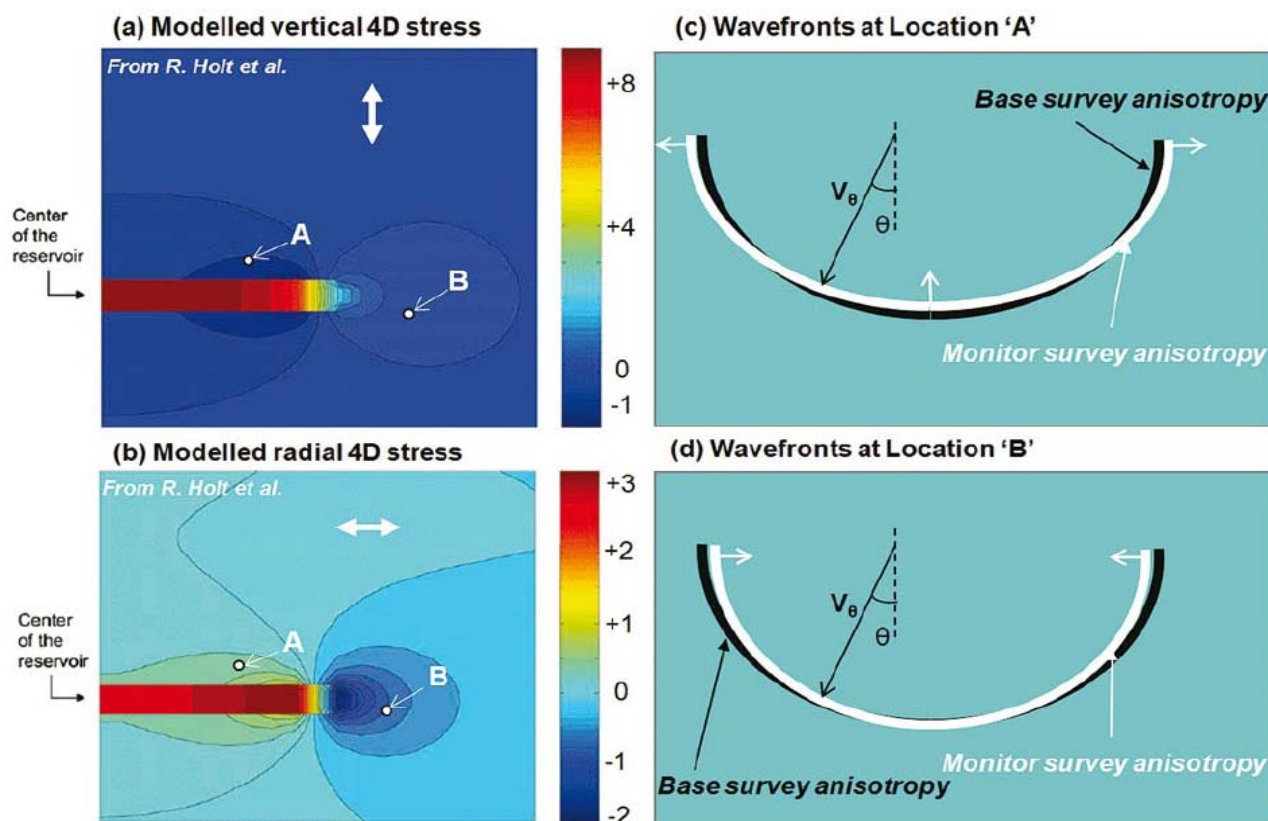 (a) Modelled vertical 4D stress
From R. Holt et al.
Center
of the
reservoir
A
B
+8
+4
0
-1
(c) Wavefronts at Location ‘A’
Base survey anisotropy
Vθ
θ
Monitor survey anisotropy
(b) Modelled radial 4D stress
From R. Holt et al.
Center
of the
reservoir
A
B
+3
+2
+1
0
-1
-2
(d) Wavefronts at Location ‘B’
Vθ
θ
Monitor survey anisotropy
Base survey anisotropy